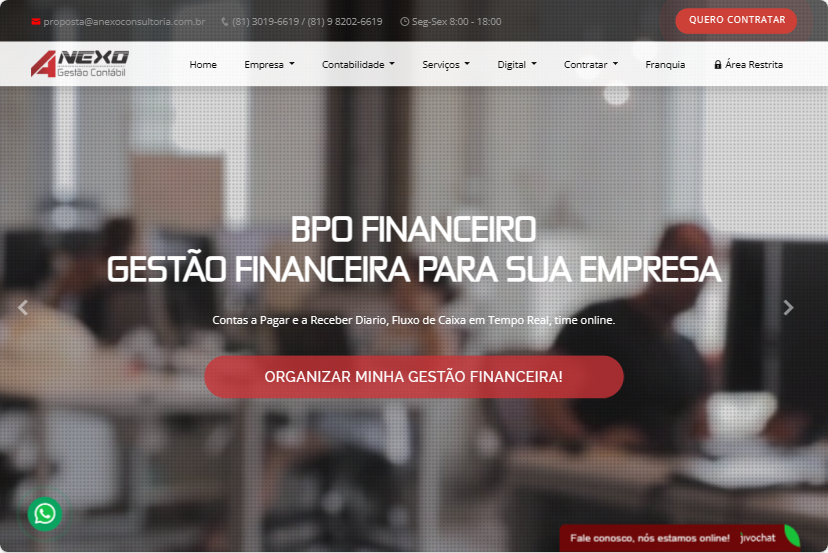 proposta@anexoconsultoria.com.br (81) 3019-6619 / (81) 9 8202-6619 Seg-Sex 8:00 - 18:00 QUERO CONTRATAR
ANEXO
Gestão Contábil
Home Empresa Contabilidade Serviços Digital Contratar Franquia Área Restrita
BPO FINANCEIRO
GESTÃO FINANCEIRA PARA SUA EMPRESA
Contas a Pagar e a Receber Diario, Fluxo de Caixa em Tempo Real, time online.
ORGANIZAR MINHA GESTÃO FINANCEIRA!
Fale conosco, nós estamos online! jivochat